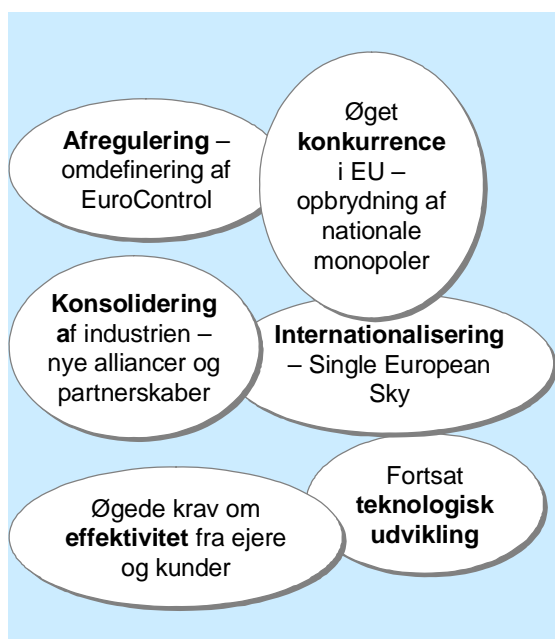 Afregulering –
omdefinering af
EuroControl
Øget
konkurrence
i EU –
opbrydning af
nationale
monopoler
Konsolidering
af industrien –
nye alliancer og
partnerskaber
Internationalisering
– Single European
Sky
Øgede krav om
effektivitet fra ejere
og kunder
Fortsat
teknologisk
udvikling